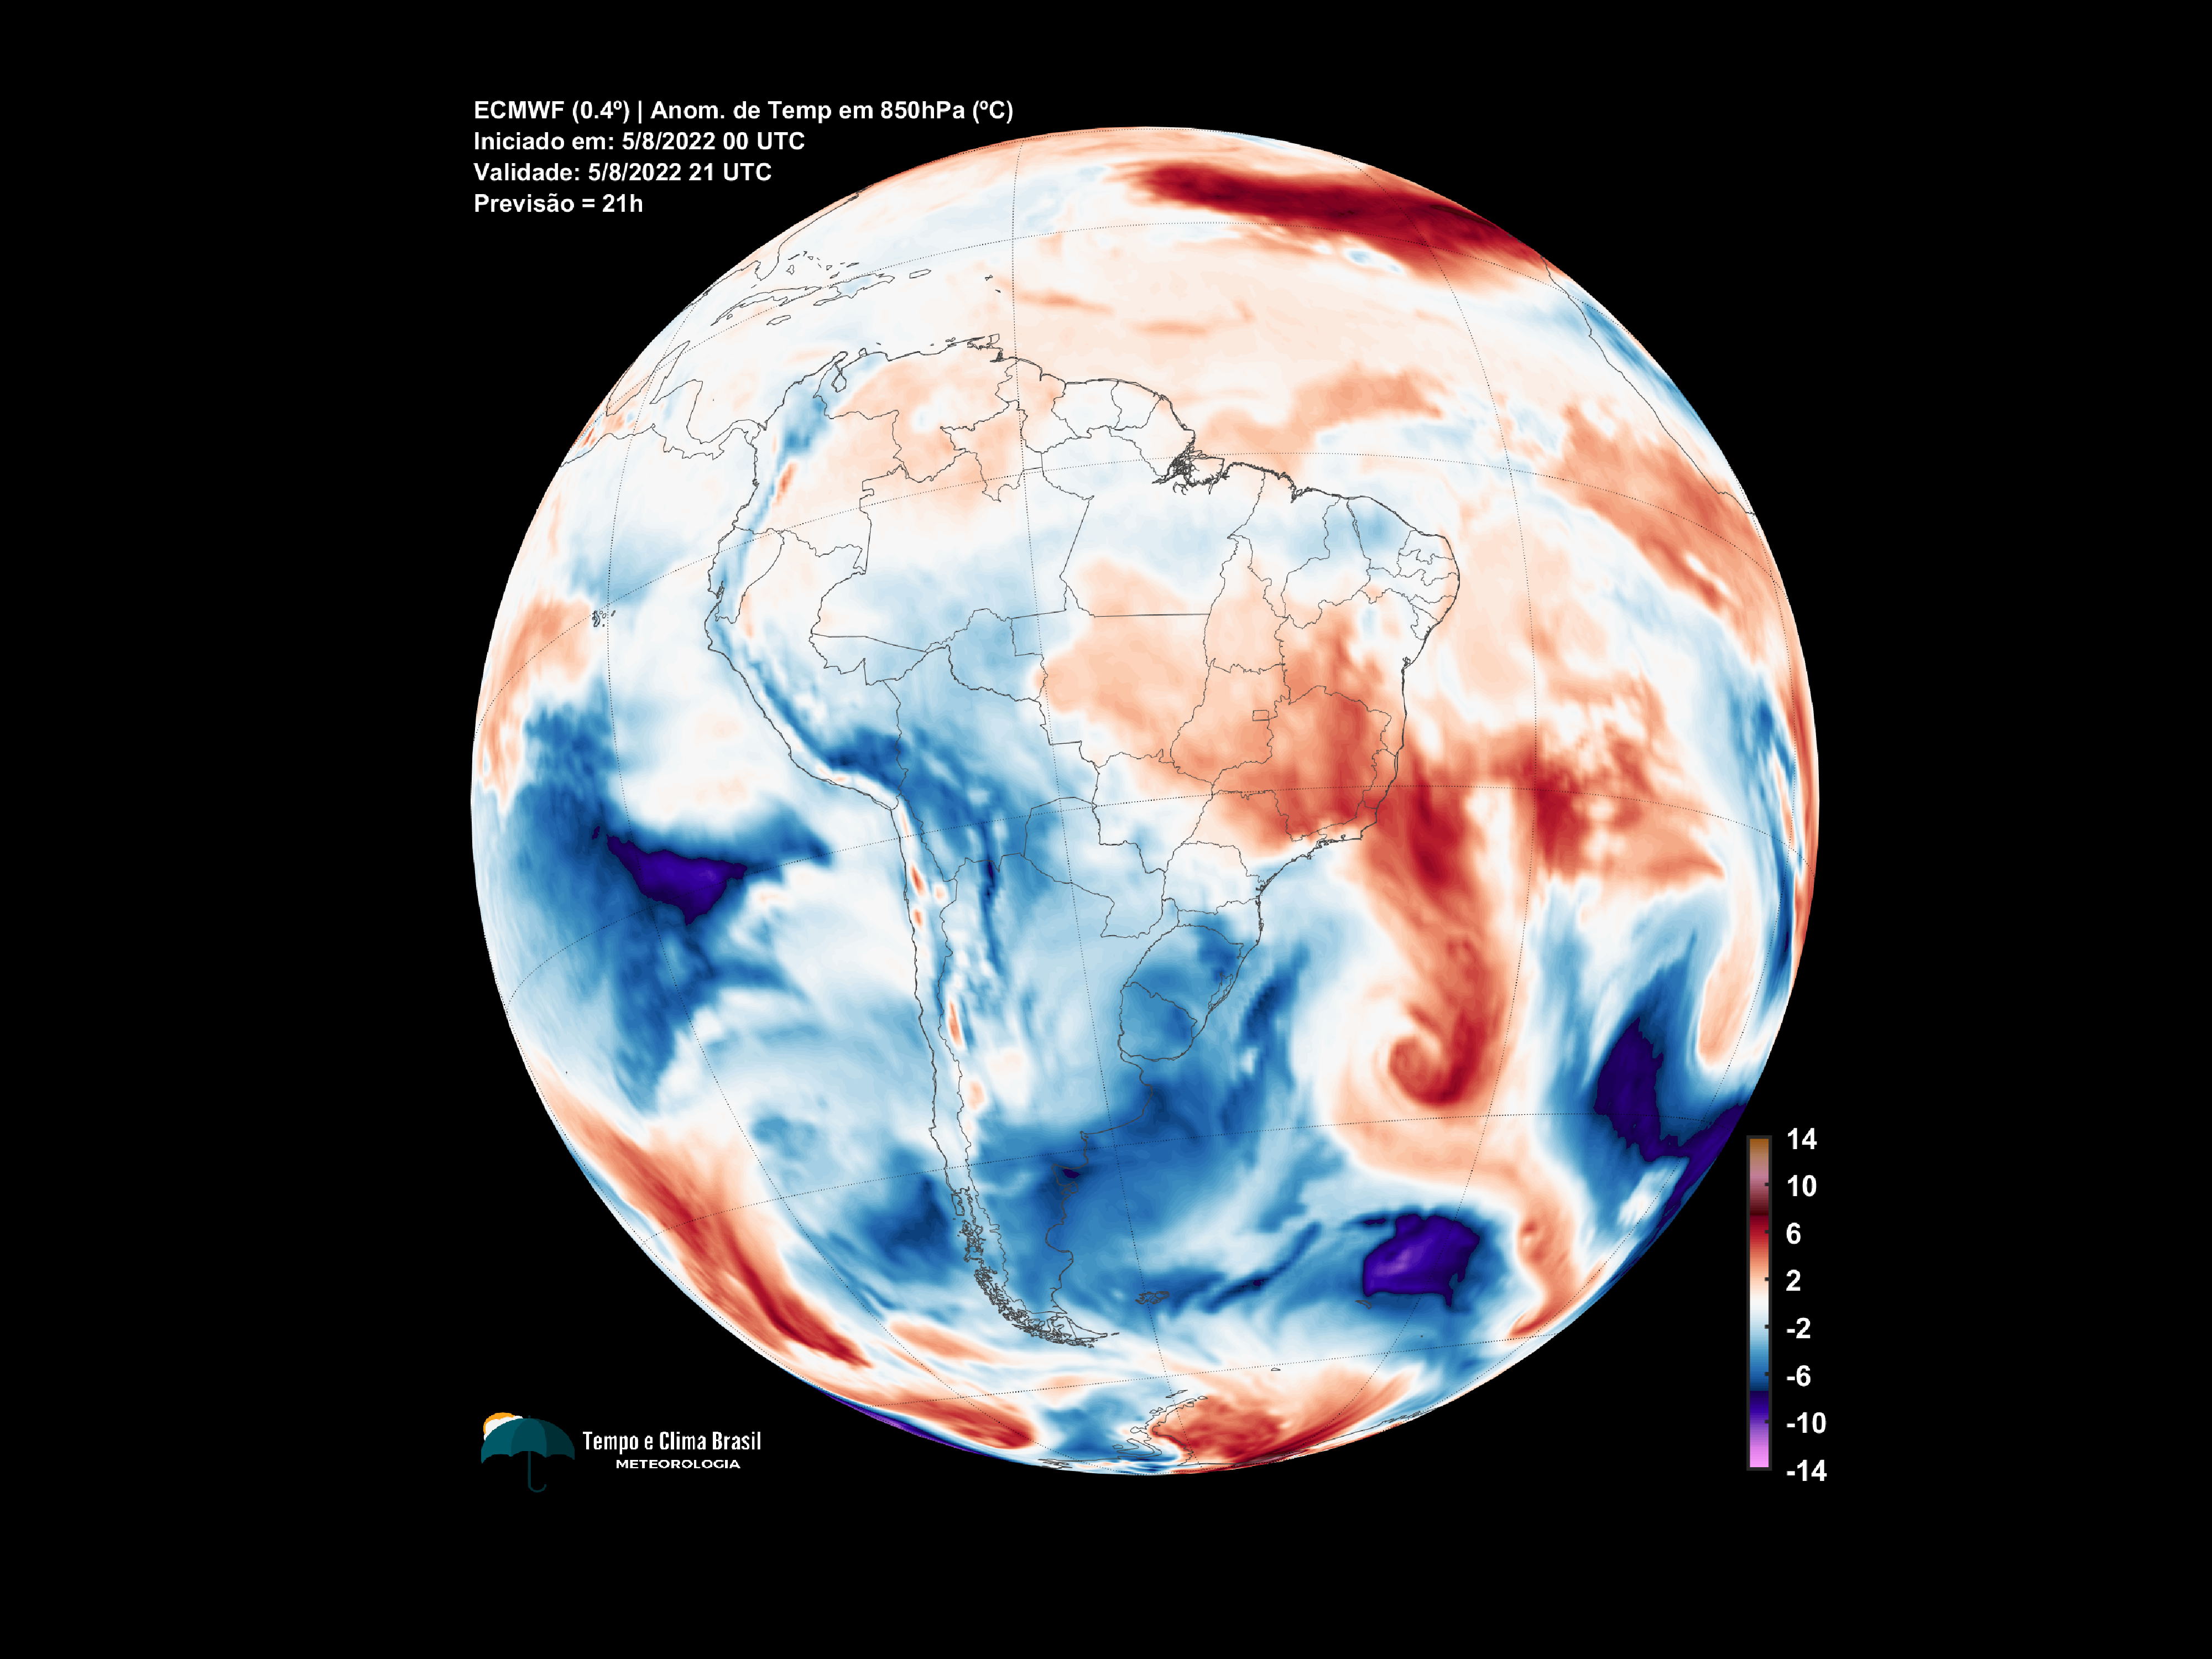 ECMWF (0.4º) | Anom. de Temp em 850hPa (ºC)
Iniciado em: 5/8/2022 00 UTC
Validade: 5/8/2022 21 UTC
Previsão = 21h
14
10
6
2
-2
-6
-10
-14
Tempo e Clima Brasil
METEOROLOGIA